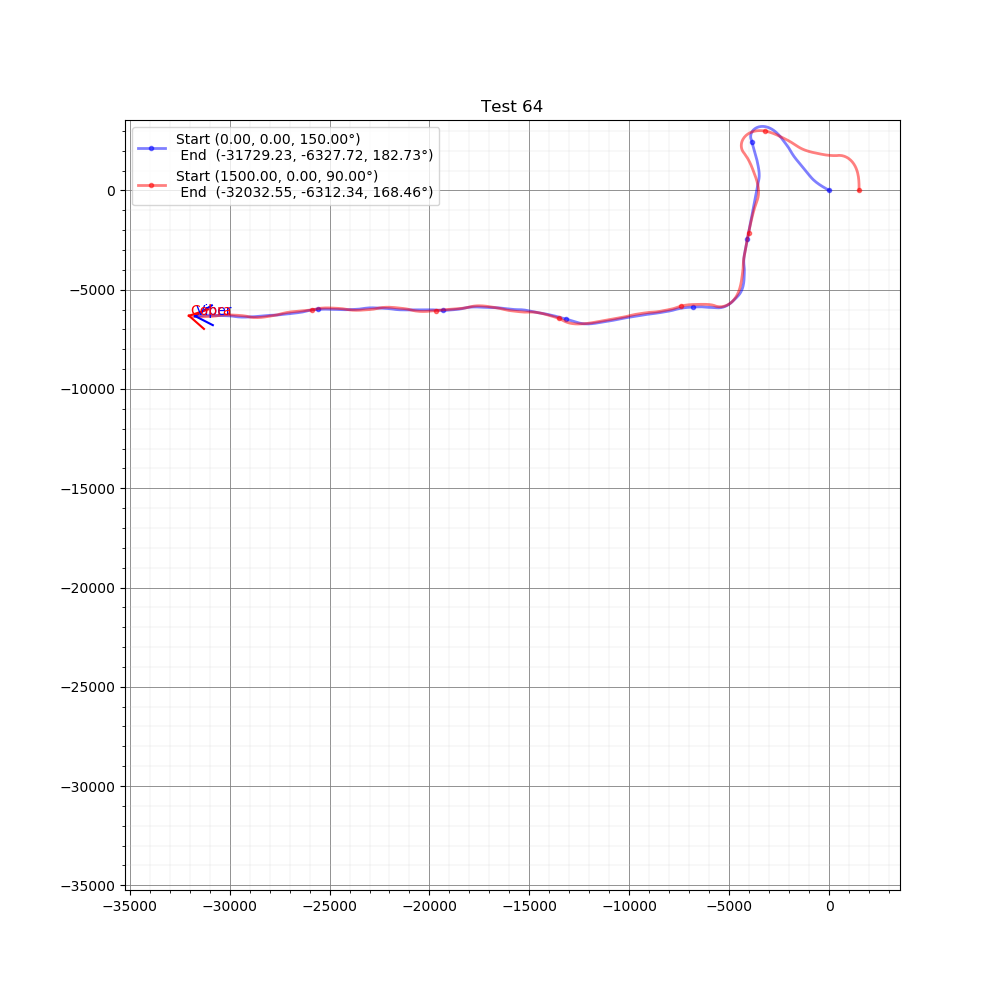 Test 64
Start (0.00, 0.00, 150.00°)
End (-31729.23, -6327.72, 182.73°)
Start (1500.00, 0.00, 90.00°)
End (-32032.55, -6312.34, 168.46°)
0
−5000
−10000
−15000
−20000
−25000
−30000
−35000
−35000 −30000 −25000 −20000 −15000 −10000 −5000 0